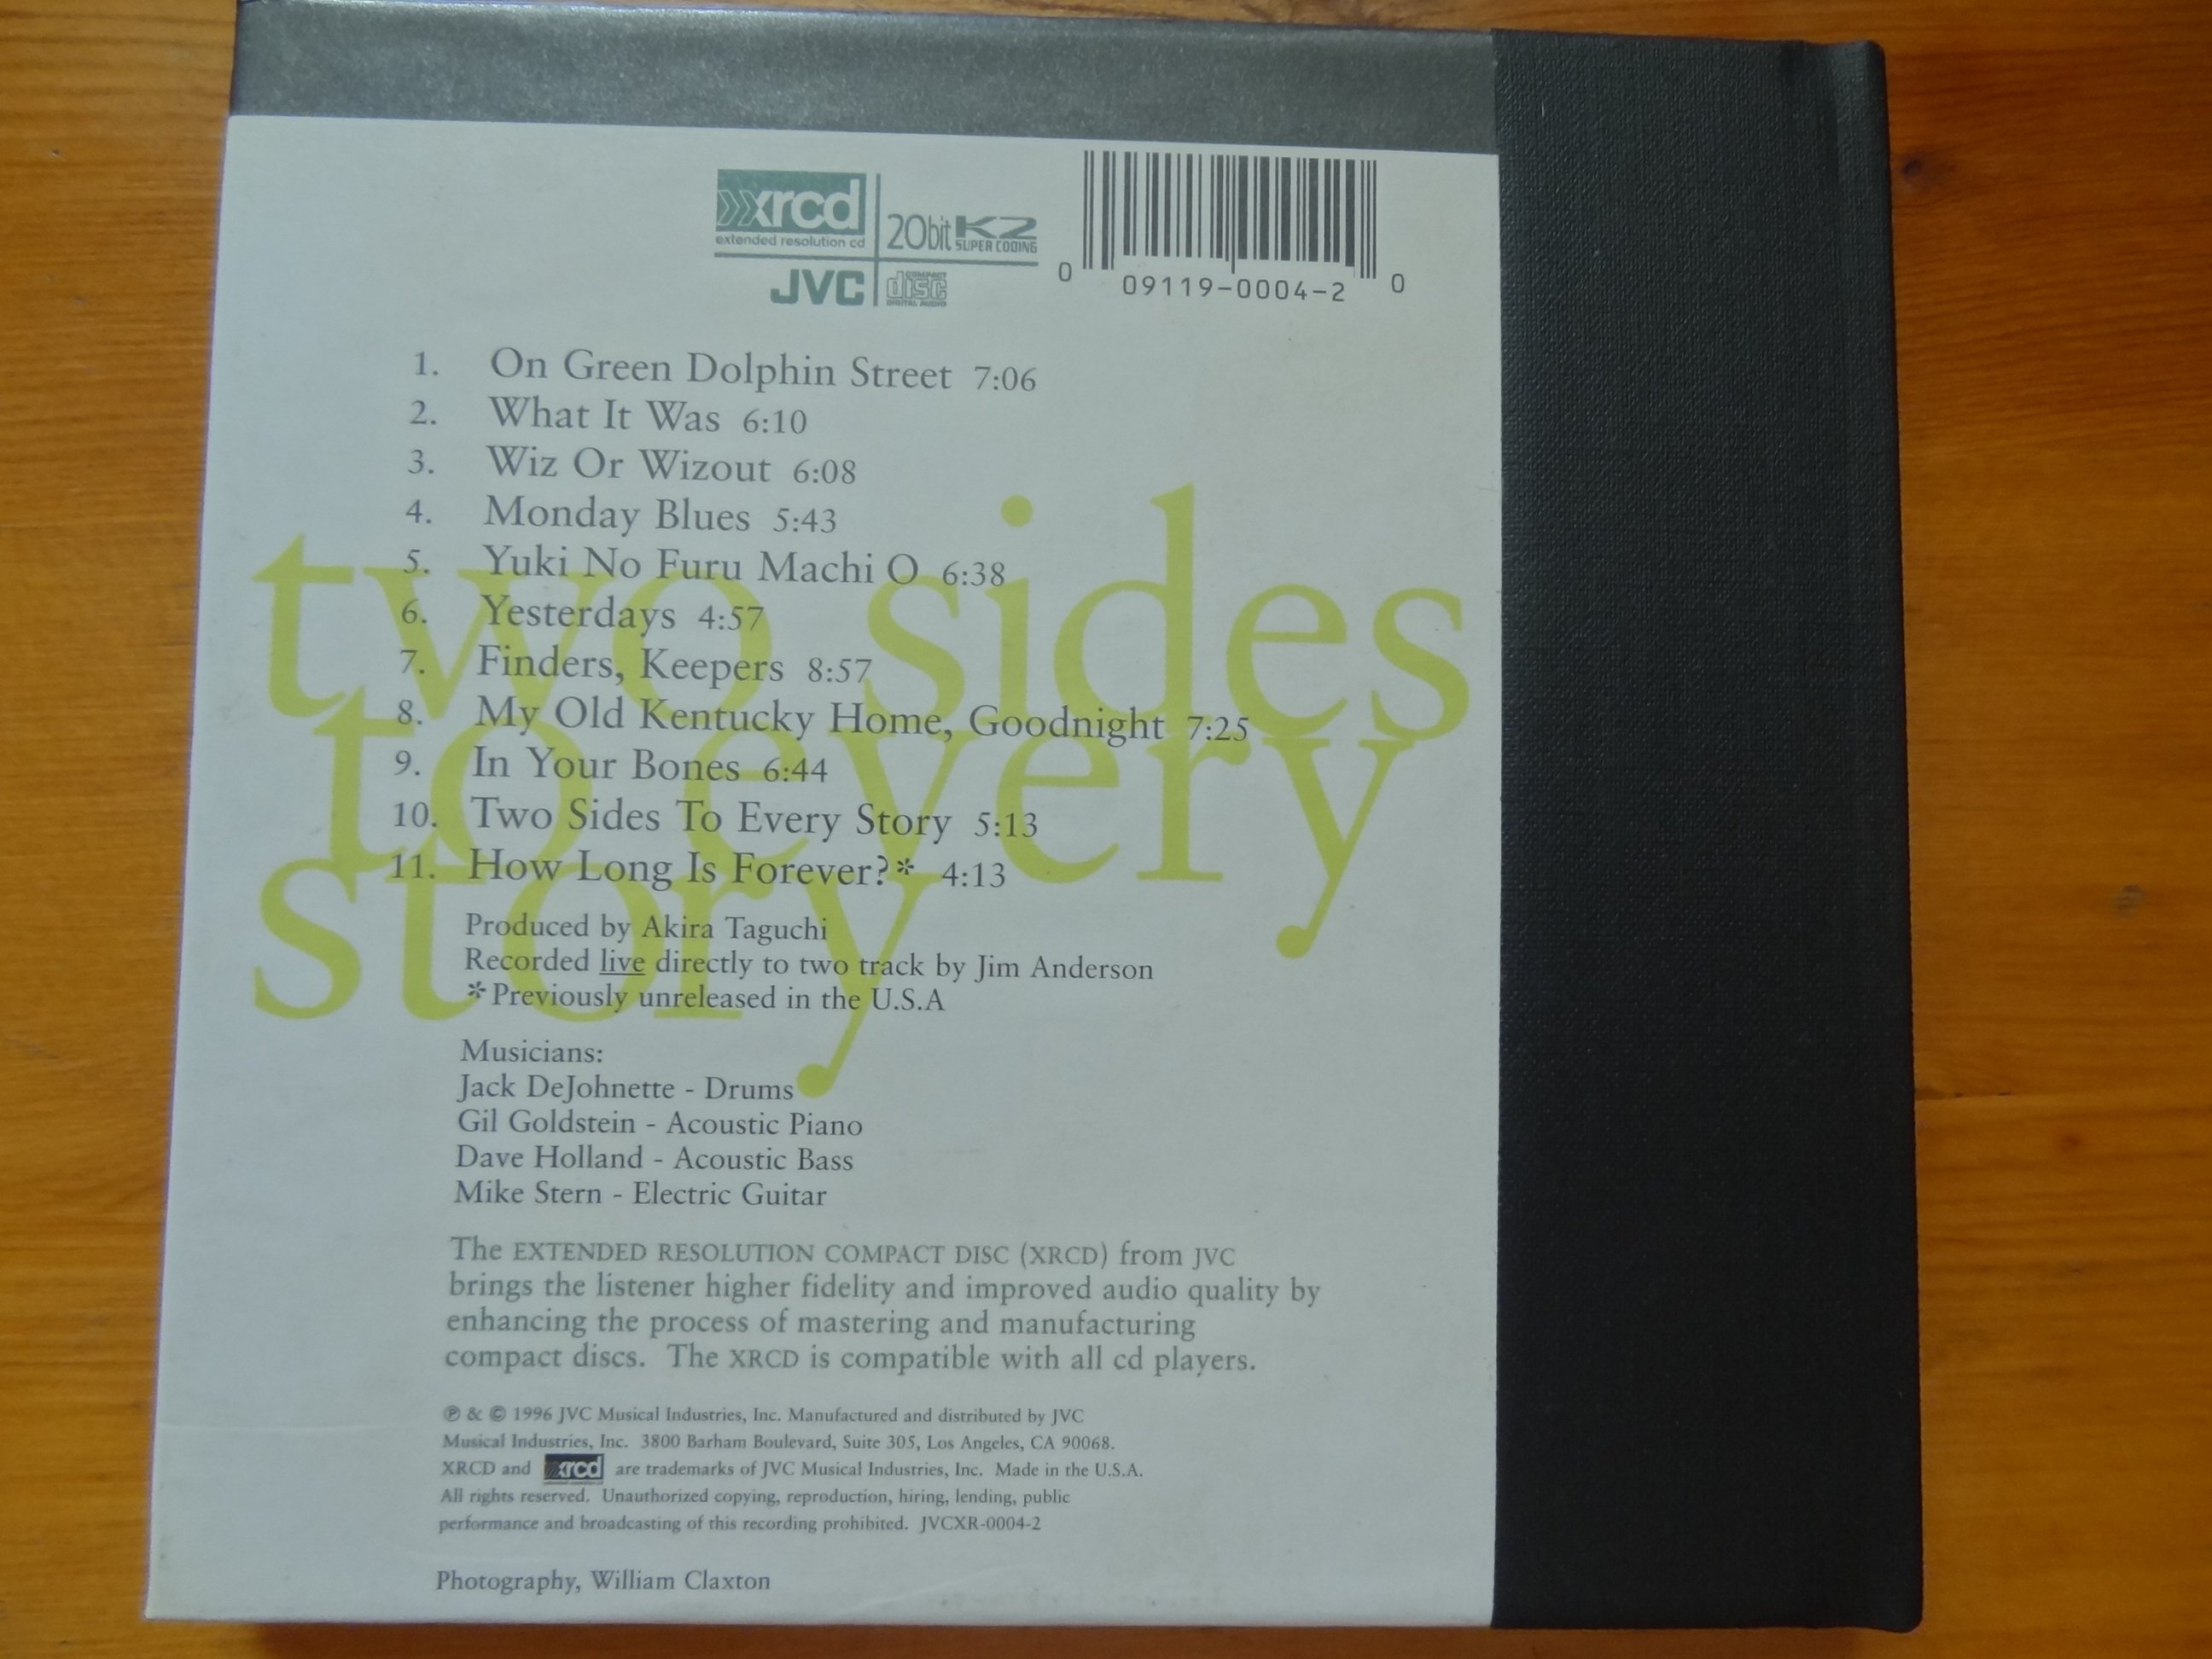 xrcd
extended resolution cd
20bit K2
SUPER CODING
JVC
COMPACT
disc
DIGITAL AUDIO
0 09119-0004-2 0
1. On Green Dolphin Street 7:06
2. What It Was 6:10
3. Wiz Or Wizout 6:08
4. Monday Blues 5:43
5. Yuki No Furu Machi O 6:38
6. Yesterdays 4:57
7. Finders, Keepers 8:57
8. My Old Kentucky Home, Goodnight 7:25
9. In Your Bones 6:44
10. Two Sides To Every Story 5:13
11. How Long Is Forever?* 4:13
two sides
to every
story
Produced by Akira Taguchi
Recorded live directly to two track by Jim Anderson
*Previously unreleased in the U.S.A
Musicians:
Jack DeJohnette - Drums
Gil Goldstein - Acoustic Piano
Dave Holland - Acoustic Bass
Mike Stern - Electric Guitar
The EXTENDED RESOLUTION COMPACT DISC (XRCD) from JVC
brings the listener higher fidelity and improved audio quality by
enhancing the process of mastering and manufacturing
compact discs. The XRCD is compatible with all cd players.
℗ & © 1996 JVC Musical Industries, Inc. Manufactured and distributed by JVC
Musical Industries, Inc. 3800 Barham Boulevard, Suite 305, Los Angeles, CA 90068.
XRCD and xrcd are trademarks of JVC Musical Industries, Inc. Made in the U.S.A.
All rights reserved. Unauthorized copying, reproduction, hiring, lending, public
performance and broadcasting of this recording prohibited. JVCXR-0004-2
Photography, William Claxton